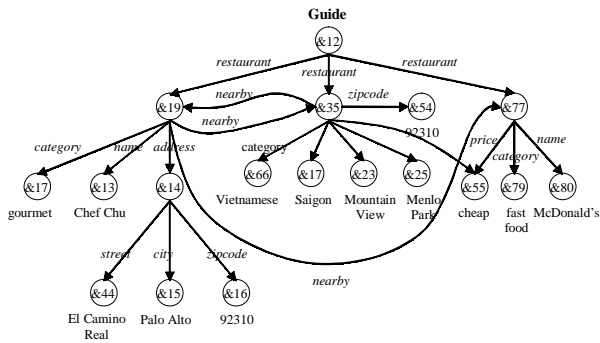 Guide
&12
restaurant
restaurant
restaurant
nearby
zipcode
&19
&35
&54
&77
nearby
92310
category
name
address
category
price
category
name
&17
&13
&14
&66
&17
&23
&25
&55
&79
&80
gourmet
Chef Chu
Vietnamese
Saigon
Mountain
View
Menlo
Park
cheap
fast
food
McDonald's
street
city
zipcode
nearby
&44
&15
&16
El Camino
Real
Palo Alto
92310